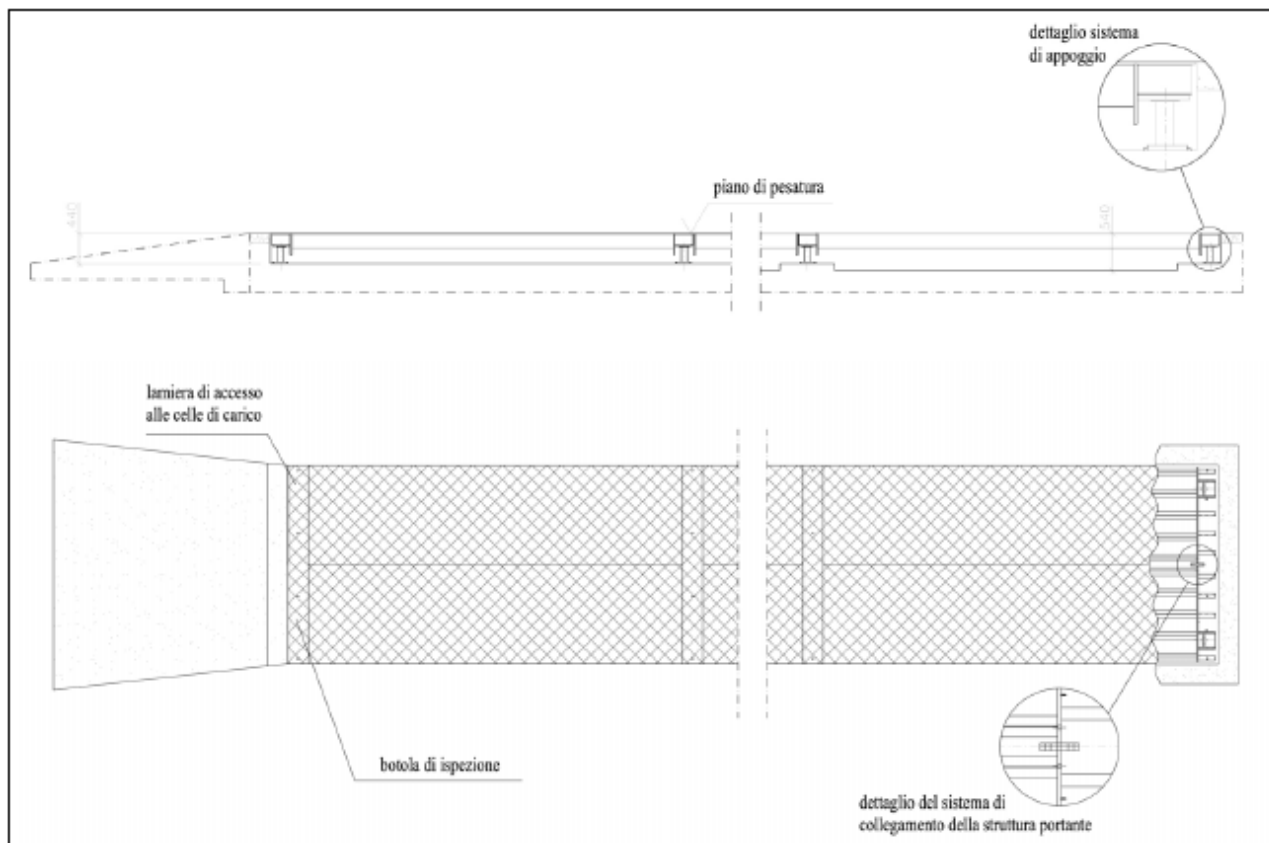 dettaglio sistema
di appoggio
piano di pesatura
440
540
lamiera di accesso
alle celle di carico
botola di ispezione
dettaglio del sistema di
collegamento della struttura portante